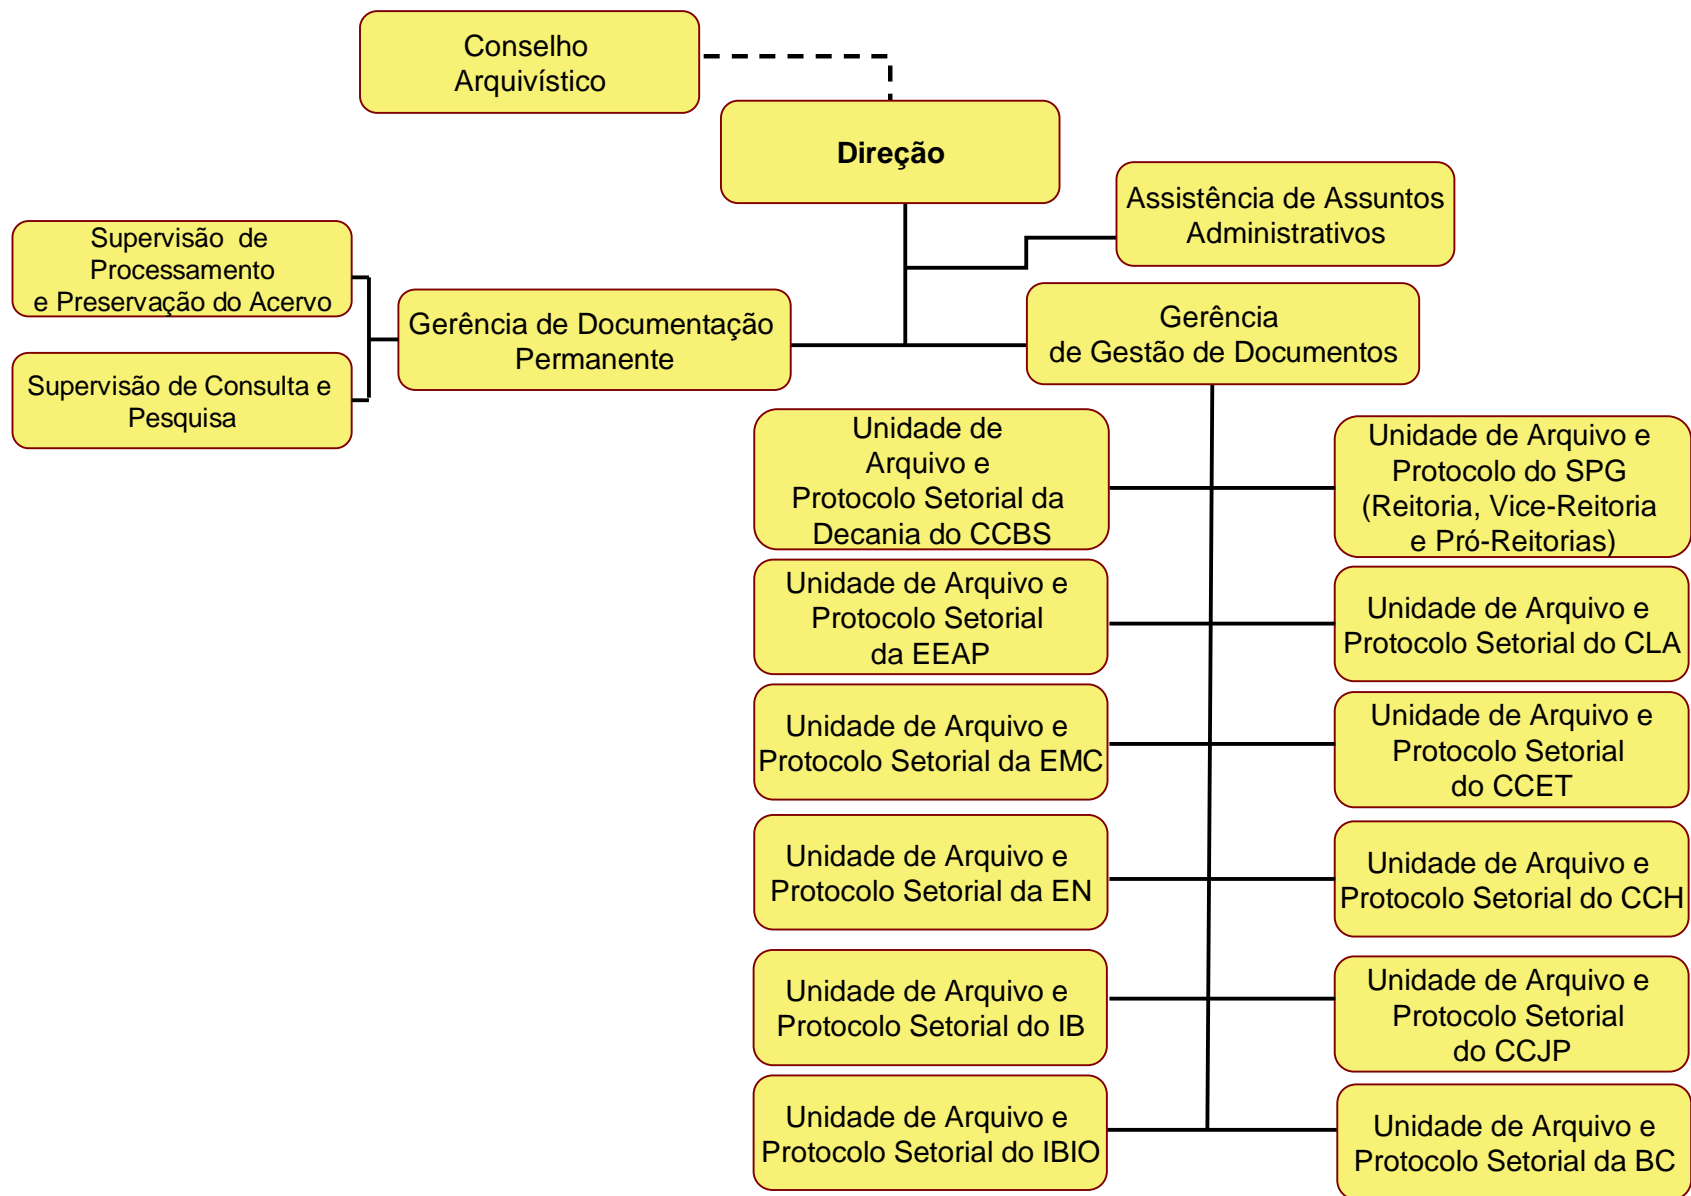 Conselho
Arquivístico
Direção
Assistência de Assuntos
Administrativos
Supervisão de
Processamento
e Preservação do Acervo
Gerência de Documentação
Permanente
Gerência
de Gestão de Documentos
Supervisão de Consulta e
Pesquisa
Unidade de
Arquivo e
Protocolo Setorial da
Decania do CCBS
Unidade de Arquivo e
Protocolo do SPG
(Reitoria, Vice-Reitoria
e Pró-Reitorias)
Unidade de Arquivo e
Protocolo Setorial
da EEAP
Unidade de Arquivo e
Protocolo Setorial do CLA
Unidade de Arquivo e
Protocolo Setorial da EMC
Unidade de Arquivo e
Protocolo Setorial
do CCET
Unidade de Arquivo e
Protocolo Setorial da EN
Unidade de Arquivo e
Protocolo Setorial do CCH
Unidade de Arquivo e
Protocolo Setorial do IB
Unidade de Arquivo e
Protocolo Setorial
do CCJP
Unidade de Arquivo e
Protocolo Setorial do IBIO
Unidade de Arquivo e
Protocolo Setorial da BC